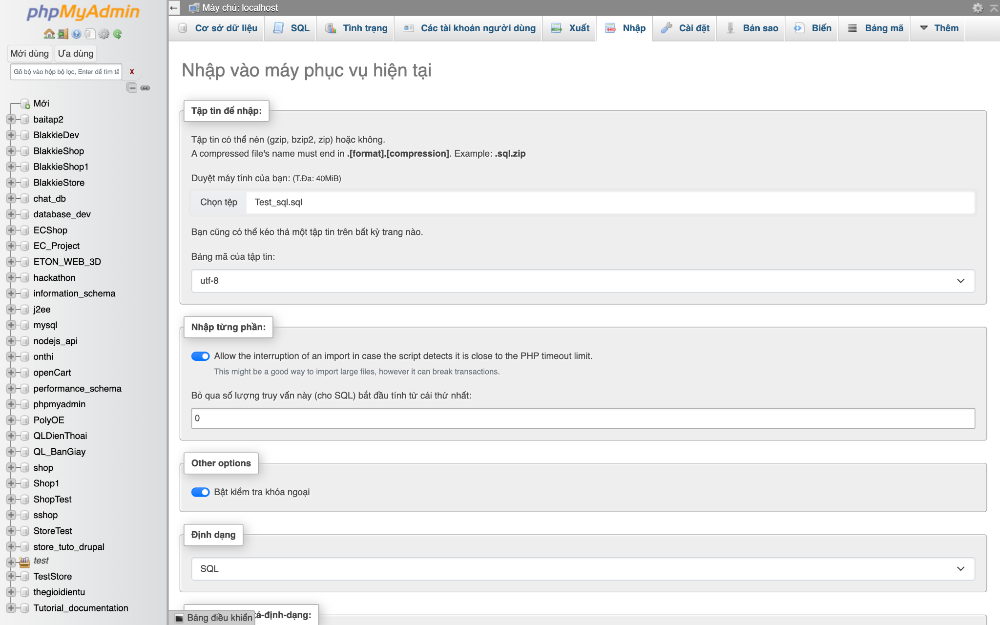 phpMyAdmin
Mới dùng
Ưa dùng
Gõ bộ vào hộp bộ lọc, Enter để tìm tấ
X
Mới
baitap2
BlakkieDev
BlakkieShop
BlakkieShop1
BlakkieStore
chat_db
database_dev
ECShop
EC_Project
ETON_WEB_3D
hackathon
information_schema
j2ee
mysql
nodejs_api
onthi
openCart
performance_schema
phpmyadmin
PolyOE
QLDienThoai
QL_BanGiay
shop
Shop1
ShopTest
sshop
StoreTest
store_tuto_drupal
test
TestStore
thegioidientu
Tutorial_documentation
Máy chủ: localhost
Cơ sở dữ liệu
SQL
Tình trạng
Các tài khoản người dùng
Xuất
Nhập
Cài đặt
Bản sao
Biến
Bảng mã
Thêm
Nhập vào máy phục vụ hiện tại
Tập tin để nhập:
Tập tin có thể nén (gzip, bzip2, zip) hoặc không.
A compressed file's name must end in .[format].[compression]. Example: .sql.zip
Duyệt máy tính của bạn: (T.Đa: 40MiB)
Chọn tệp
Test_sql.sql
Bạn cũng có thể kéo thả một tập tin trên bất kỳ trang nào.
Bảng mã của tập tin:
utf-8
Nhập từng phần:
Allow the interruption of an import in case the script detects it is close to the PHP timeout limit.
This might be a good way to import large files, however it can break transactions.
Bỏ qua số lượng truy vấn này (cho SQL) bắt đầu tính từ cái thứ nhất:
0
Other options
Bật kiểm tra khóa ngoại
Định dạng
SQL
ả-định-dạng:
Bảng điều khiển